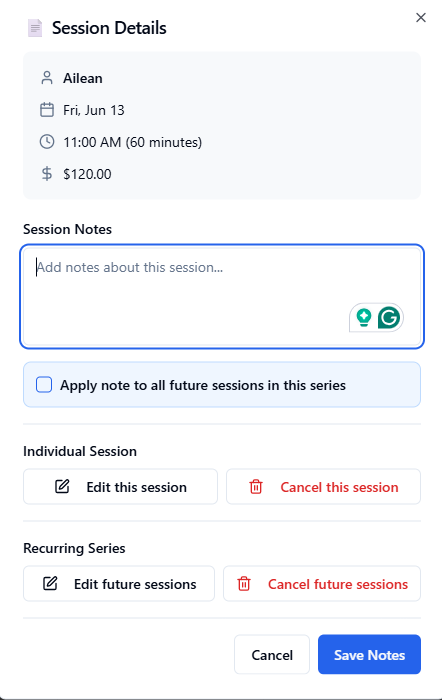 Session Details
Ailean
Fri, Jun 13
11:00 AM (60 minutes)
$120.00
Session Notes
Add notes about this session...
Apply note to all future sessions in this series
Individual Session
Edit this session
Cancel this session
Recurring Series
Edit future sessions
Cancel future sessions
Cancel
Save Notes